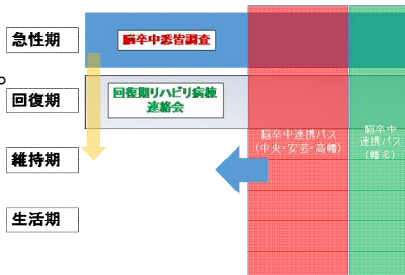 急性期
脳卒中悉皆調査
。
回復期
回復期リハビリ病棟
連絡会
脳卒中連携パス
(中央・安芸・高幡)
脳卒中
連携パス
(幡多)
維持期
生活期